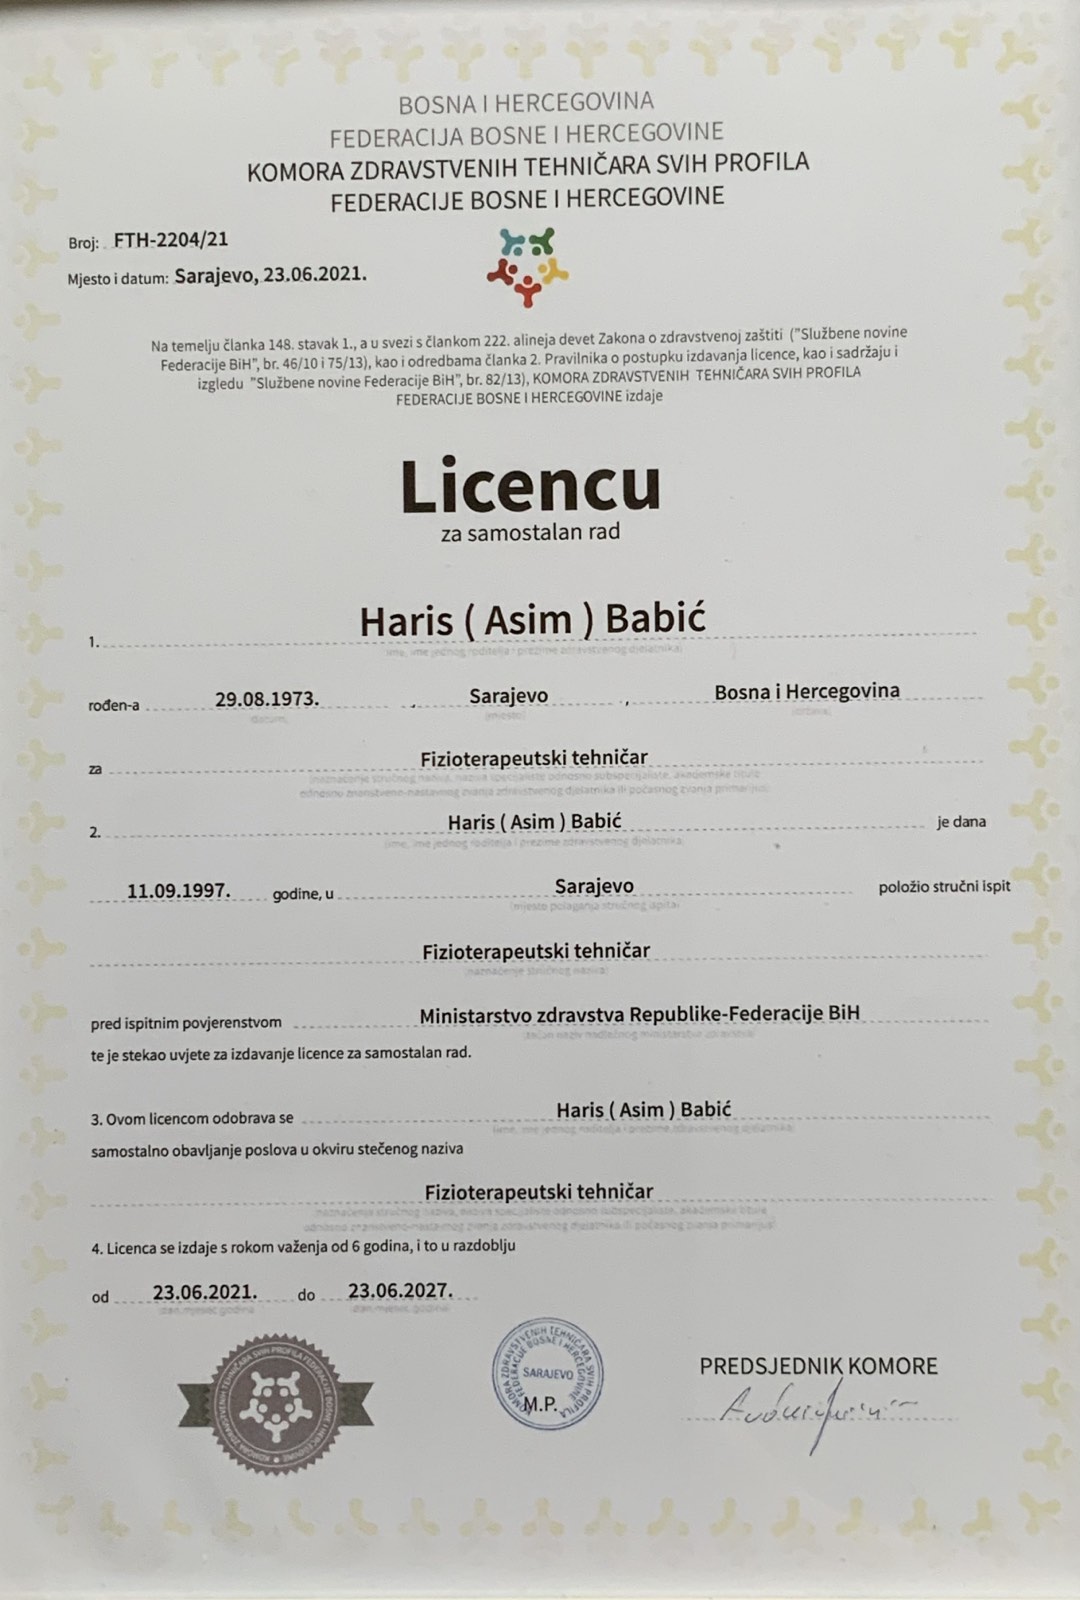 BOSNA I HERCEGOVINA
FEDERACIJA BOSNE I HERCEGOVINE
KOMORA ZDRAVSTVENIH TEHNIČARA SVIH PROFILA
FEDERACIJE BOSNE I HERCEGOVINE
Broj: FTH-2204/21
Mjesto i datum: Sarajevo, 23.06.2021.
Na temelju članka 148. stavak 1., a u svezi s člankom 222. alineja devet Zakona o zdravstvenoj zaštiti ("Službene novine
Federacije BiH", br. 46/10 i 75/13), kao i odredbama članka 2. Pravilnika o postupku izdavanja licence, kao i sadržaju i
izgledu "Službene novine Federacije BiH", br. 82/13), KOMORA ZDRAVSTVENIH TEHNIČARA SVIH PROFILA
FEDERACIJE BOSNE I HERCEGOVINE izdaje
Licencu
za samostalan rad
1. Haris ( Asim ) Babić
(ime, ime jednog roditelja i prezime zdravstvenog djelatnika)
rođen-a 29.08.1973. , Sarajevo , Bosna i Hercegovina
(datum) (mjesto) (država)
za Fizioterapeutski tehničar
(naznačenje stručnog naziva, naziva specijaliste odnosno subspecijaliste, akademske titule
odnosno znanstveno-nastavnog zvanja zdravstvenog djelatnika ili počasnog zvanja primarijus)
2. Haris ( Asim ) Babić je dana
(ime, ime jednog roditelja i prezime zdravstvenog djelatnika)
11.09.1997. godine, u Sarajevo položio stručni ispit
(mjesto polaganja stručnog ispita)
Fizioterapeutski tehničar
(naznačenje stručnog naziva)
pred ispitnim povjerenstvom Ministarstvo zdravstva Republike-Federacije BiH
(tačan naziv nadležnog ministarstva zdravstva)
te je stekao uvjete za izdavanje licence za samostalan rad.
3. Ovom licencom odobrava se Haris ( Asim ) Babić
(ime, ime jednog roditelja i prezime zdravstvenog djelatnika)
samostalno obavljanje poslova u okviru stečenog naziva
Fizioterapeutski tehničar
(naznačenja stručnog naziva, naziva specijaliste odnosno subspecijaliste, akademske titule
odnosno znanstveno-nastavnog zvanja zdravstvenog djelatnika ili počasnog zvanja primarijus)
4. Licenca se izdaje s rokom važenja od 6 godina, i to u razdoblju
od 23.06.2021. do 23.06.2027.
(dan, mjesec, godina) (dan, mjesec, godina)
KOMORA ZDRAVSTVENIH TEHNIČARA SVIH PROFILA FEDERACIJE BOSNE I HERCEGOVINE
KOMORA ZDRAVSTVENIH TEHNIČARA SVIH PROFILA
FEDERACIJE BOSNE I HERCEGOVINE
SARAJEVO
M.P.
PREDSJEDNIK KOMORE